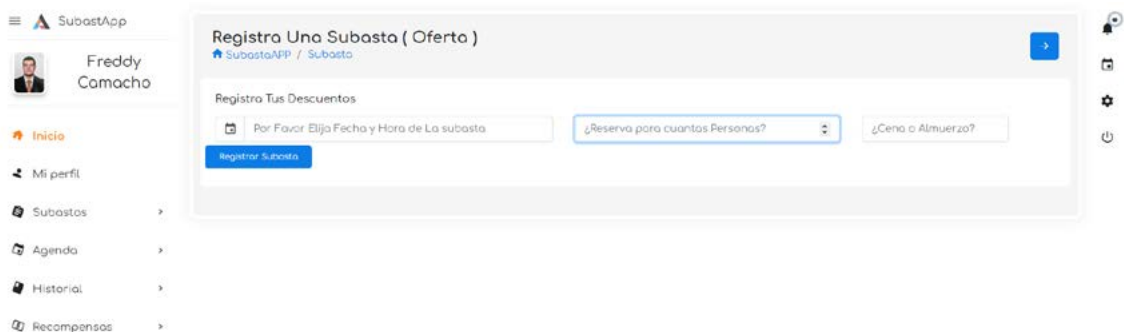 SubastApp
Freddy
Camacho
Inicio
Mi perfil
Subastas
Agenda
Historial
Recompensas
Registra Una Subasta ( Oferta )
SubastaAPP / Subasta
Registra Tus Descuentos
Por Favor Elija Fecha y Hora de La subasta
¿Reserva para cuantas Personas?
¿Cena o Almuerzo?
Registrar Subasta